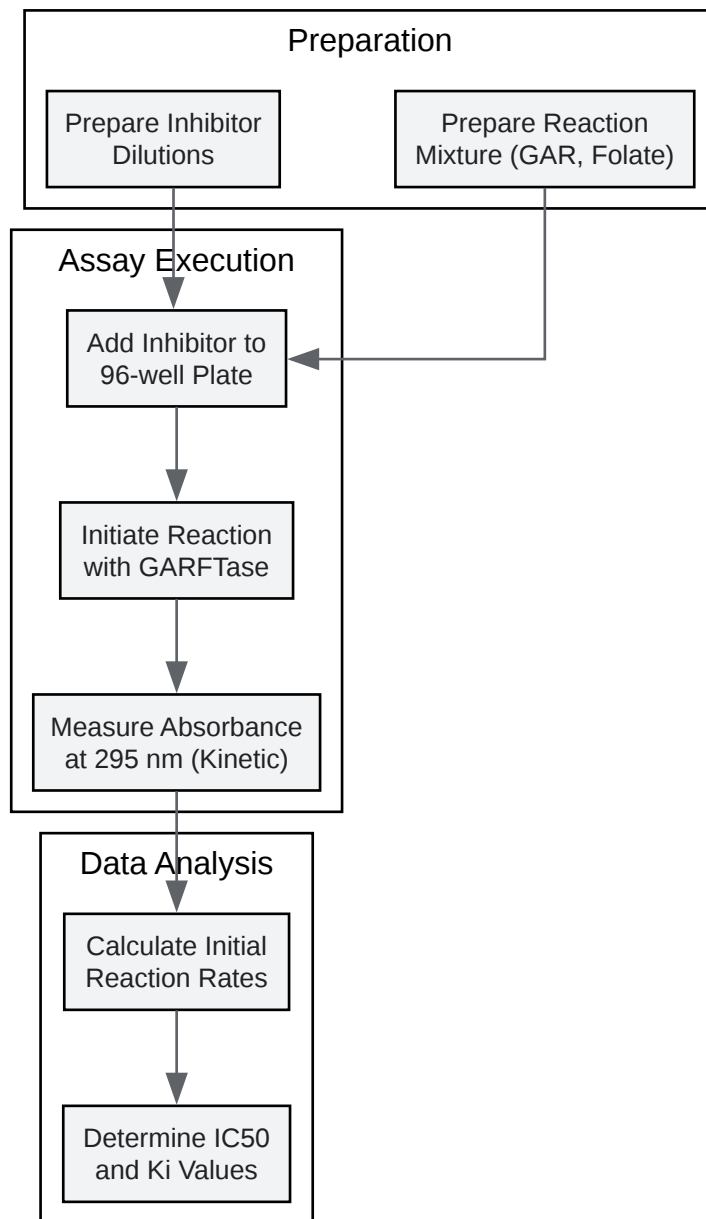 Preparation
Prepare Inhibitor
Dilutions
Prepare Reaction
Mixture (GAR, Folate)
Assay Execution
Add Inhibitor to
96-well Plate
Initiate Reaction
with GARFTase
Measure Absorbance
at 295 nm (Kinetic)
Data Analysis
Calculate Initial
Reaction Rates
Determine IC50
and Ki Values